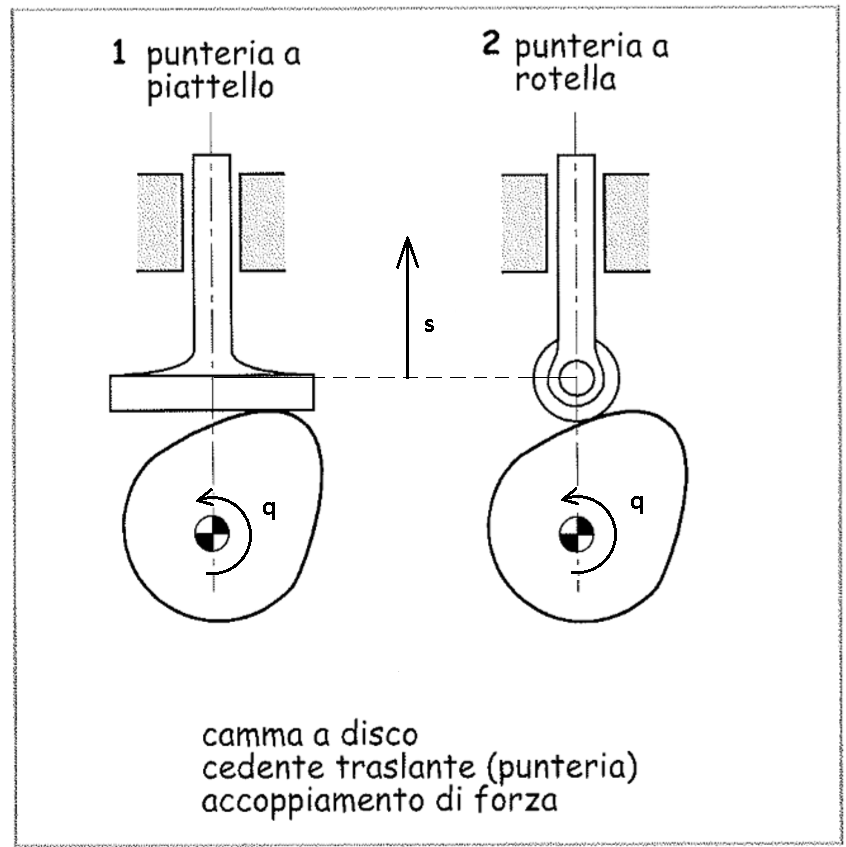 1 punteria a
piattello
2 punteria a
rotella
s
q
q
camma a disco
cedente traslante (punteria)
accoppiamento di forza